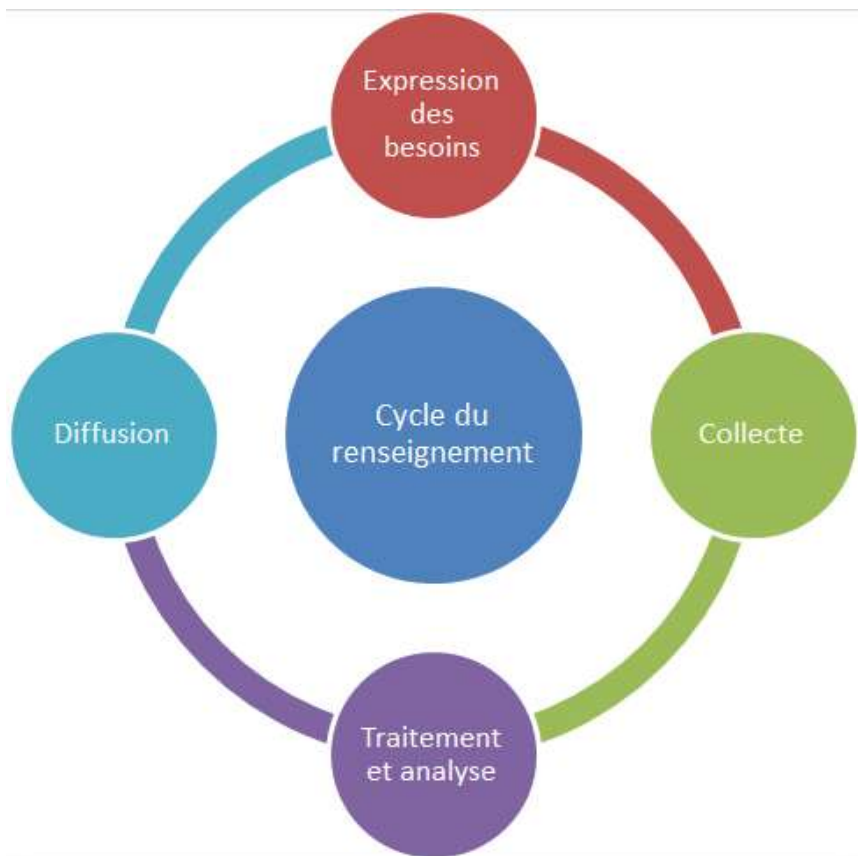 Expression
des
besoins
Diffusion
Cycle du
renseignement
Collecte
Traitement
et analyse